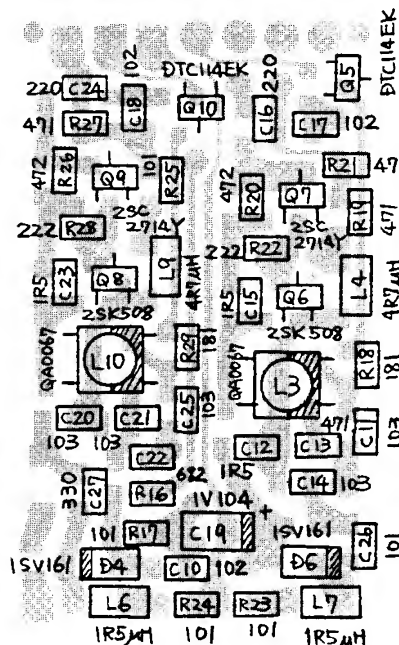 102
DTC114EK
220
Q5
DTC114EK
220
C24
C18
Q10
C16
C17
102
471
R27
472
R26
Q9
101
R25
472
R20
Q7
R21
47
222
R28
2SC
2714Y
R19
471
222
R22
2SC
2714Y
1R5
C23
Q8
L9
4R7μH
1R5
C15
Q6
L4
4R7μH
2SK508
2SK508
QA0067
L10
R29
181
QA0067
L3
R18
181
C20
C21
C25
103
471
C11
103
103
103
C12
C13
C22
1R5
C14
103
330
C27
682
R16
1V104
+
101
R17
C19
1SV161
C26
101
1SV161
D4
C10
102
D6
L6
R24
R23
L7
1R5μH
101
101
1R5μH